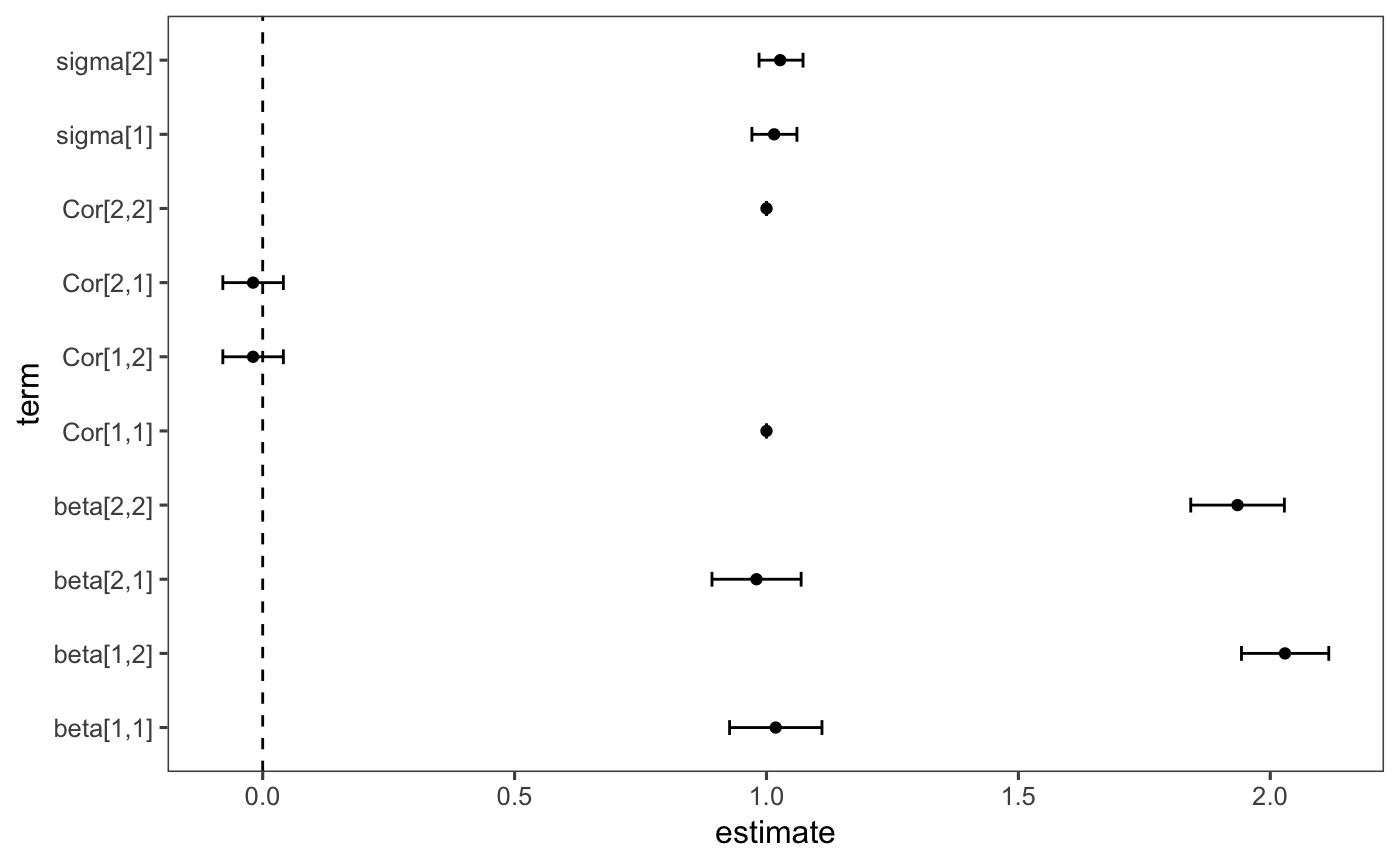 sigma[2]
sigma[1]
Cor[2,2]
Cor[2,1]
Cor[1,2]
Cor[1,1]
beta[2,2]
beta[2,1]
beta[1,2]
beta[1,1]
term
0.0 0.5 1.0 1.5 2.0
estimate